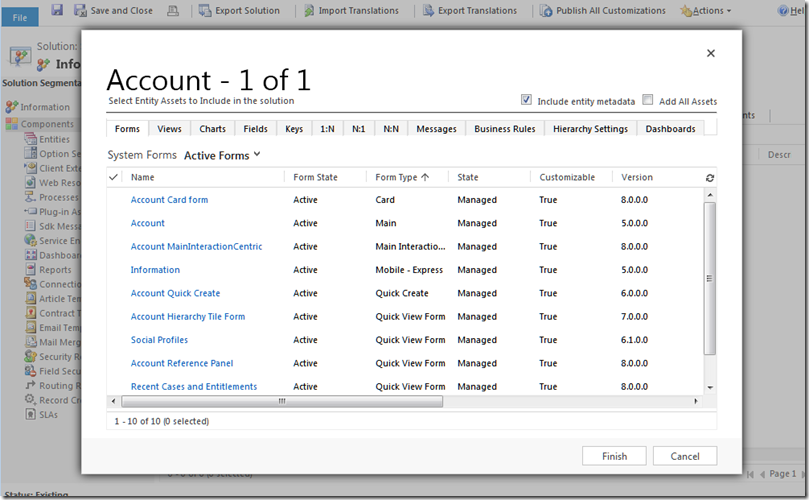 File
Save and Close
Export Solution
Import Translations
Export Translations
Publish All Customizations
Actions
Hel
Solution:
Info
Solution Segmenta
Information
Components
Entities
Option Se
Client Exte
Web Resou
Processes
Plug-in As
Sdk Messa
Service En
Dashboard
Reports
Connection
Article Tem
Contract T
Email Temp
Mail Merg
Security Ro
Field Secu
Routing R
Record Cre
SLAs
Status: Existing
nts
Descr
Page 1
Account - 1 of 1
Select Entity Assets to Include in the solution
Include entity metadata
Add All Assets
Forms Views Charts Fields Keys 1:N N:1 N:N Messages Business Rules Hierarchy Settings Dashboards
System Forms Active Forms
Name Form State Form Type ↑ State Customizable Version
Account Card form Active Card Managed True 8.0.0.0
Account Active Main Managed True 5.0.0.0
Account MainInteractionCentric Active Main Interactio... Managed True 8.0.0.0
Information Active Mobile - Express Managed True 5.0.0.0
Account Quick Create Active Quick Create Managed True 6.0.0.0
Account Hierarchy Tile Form Active Quick View Form Managed True 7.0.0.0
Social Profiles Active Quick View Form Managed True 6.1.0.0
Account Reference Panel Active Quick View Form Managed True 8.0.0.0
Recent Cases and Entitlements Active Quick View Form Managed True 8.0.0.0
1 - 10 of 10 (0 selected)
Finish
Cancel